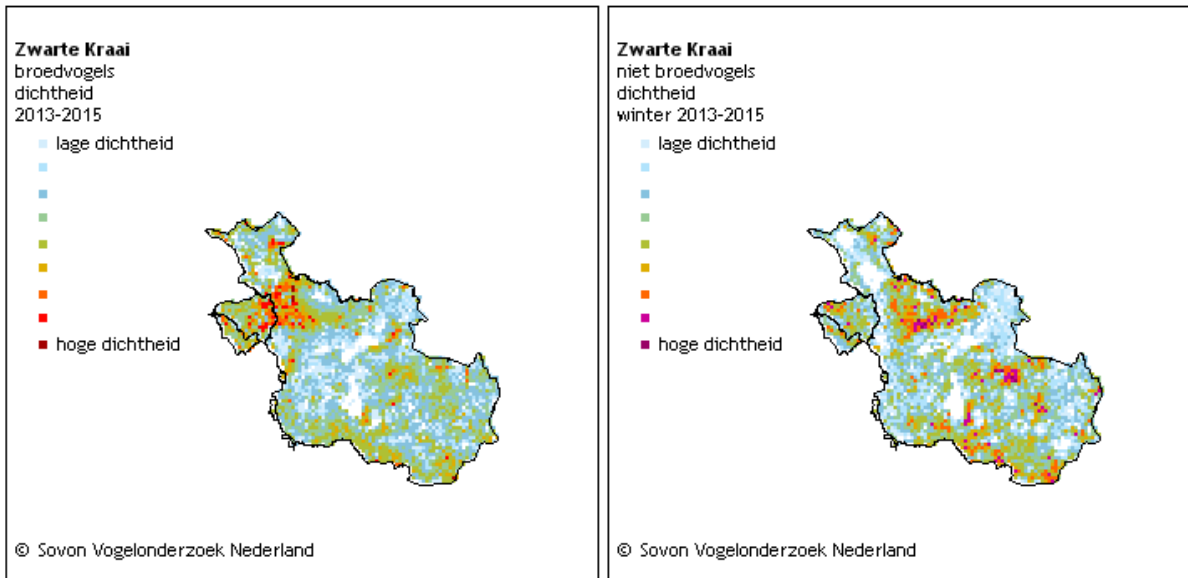 Zwarte Kraai
broedvogels
dichtheid
2013-2015
lage dichtheid
hoge dichtheid
© Sovon Vogelonderzoek Nederland
Zwarte Kraai
niet broedvogels
dichtheid
winter 2013-2015
lage dichtheid
hoge dichtheid
© Sovon Vogelonderzoek Nederland